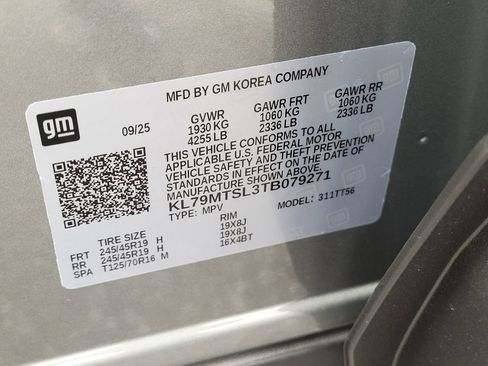 MFD BY GM KOREA COMPANY
gm
09/25
GVWR GAWR FRT GAWR RR
1930 KG 1060 KG 1060 KG
4255 LB 2336 LB 2336 LB
THIS VEHICLE CONFORMS TO ALL
APPLICABLE U.S. FEDERAL MOTOR
VEHICLE SAFETY AND THEFT PREVENTION
STANDARDS IN EFFECT ON THE DATE OF
MANUFACTURE SHOWN ABOVE.
KL79MTSL3TB079271
TYPE: MPV MODEL: 311TT56
TIRE SIZE RIM
FRT 245/45R19 H 19X8J
RR 245/45R19 H 19X8J
SPA T125/70R16 M 16X4BT